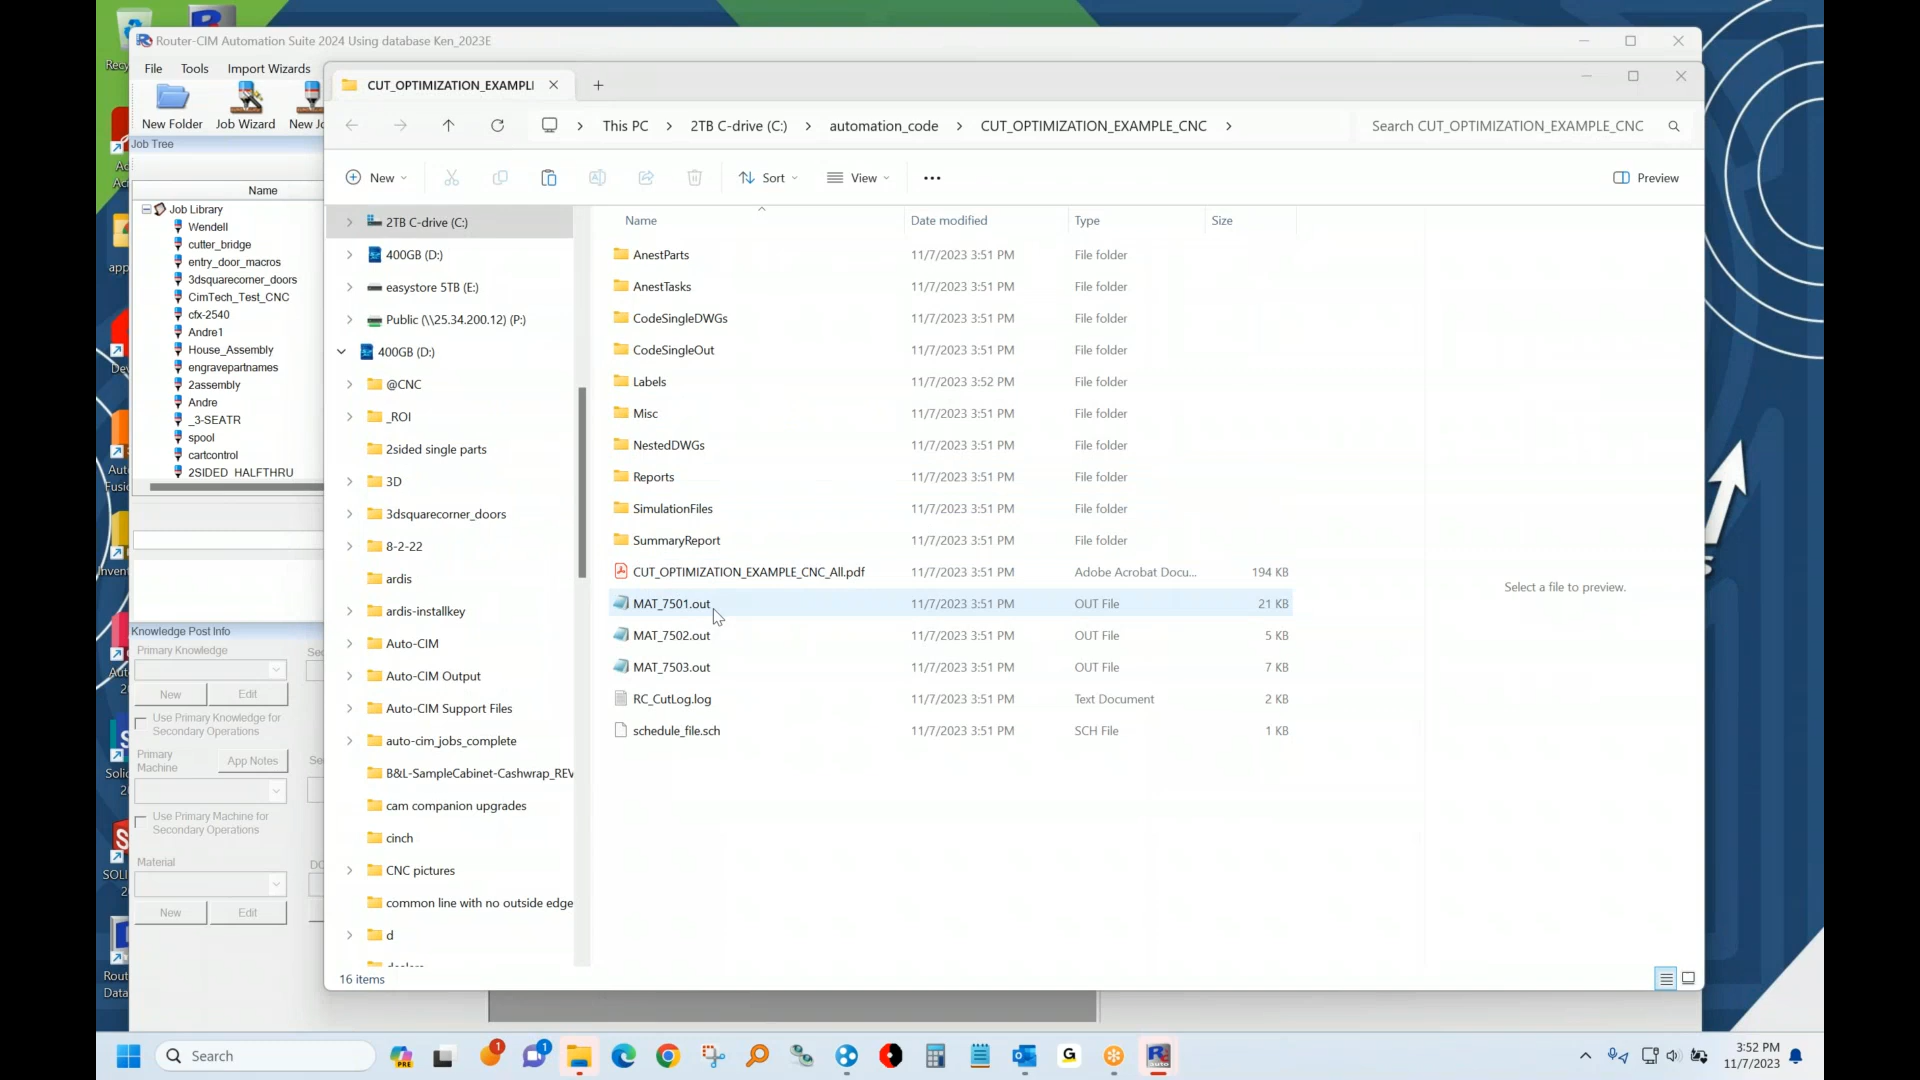 Router-CIM Automation Suite 2024 Using database Ken_2023E
File Tools Import Wizards
New Folder Job Wizard New Jo
Job Tree
Name
Job Library
Wendell
cutter_bridge
entry_door_macros
3dsquarecorner_doors
CimTech_Test_CNC
cfx-2540
Andre1
House_Assembly
engravepartnames
2assembly
Andre
_3-SEATR
spool
cartcontrol
2SIDED HALFTHRU
Knowledge Post Info
Primary Knowledge
New Edit
Use Primary Knowledge for
Secondary Operations
Primary
Machine
App Notes
Use Primary Machine for
Secondary Operations
Material
New Edit
CUT_OPTIMIZATION_EXAMPL
This PC > 2TB C-drive (C:) > automation_code > CUT_OPTIMIZATION_EXAMPLE_CNC >
Search CUT_OPTIMIZATION_EXAMPLE_CNC
New Sort View ... Preview
2TB C-drive (C:)
400GB (D:)
easystore 5TB (E:)
Public (\\25.34.200.12) (P:)
400GB (D:)
@CNC
_ROI
2sided single parts
3D
3dsquarecorner_doors
8-2-22
ardis
ardis-installkey
Auto-CIM
Auto-CIM Output
Auto-CIM Support Files
auto-cim_jobs_complete
B&L-SampleCabinet-Cashwrap_REV
cam companion upgrades
cinch
CNC pictures
common line with no outside edge
d
Name Date modified Type Size
AnestParts 11/7/2023 3:51 PM File folder
AnestTasks 11/7/2023 3:51 PM File folder
CodeSingleDWGs 11/7/2023 3:51 PM File folder
CodeSingleOut 11/7/2023 3:51 PM File folder
Labels 11/7/2023 3:52 PM File folder
Misc 11/7/2023 3:51 PM File folder
NestedDWGs 11/7/2023 3:51 PM File folder
Reports 11/7/2023 3:51 PM File folder
SimulationFiles 11/7/2023 3:51 PM File folder
SummaryReport 11/7/2023 3:51 PM File folder
CUT_OPTIMIZATION_EXAMPLE_CNC_All.pdf 11/7/2023 3:51 PM Adobe Acrobat Docu... 194 KB
MAT_7501.out 11/7/2023 3:51 PM OUT File 21 KB
MAT_7502.out 11/7/2023 3:51 PM OUT File 5 KB
MAT_7503.out 11/7/2023 3:51 PM OUT File 7 KB
RC_CutLog.log 11/7/2023 3:51 PM Text Document 2 KB
schedule_file.sch 11/7/2023 3:51 PM SCH File 1 KB
Select a file to preview.
16 items
Search
3:52 PM
11/7/2023